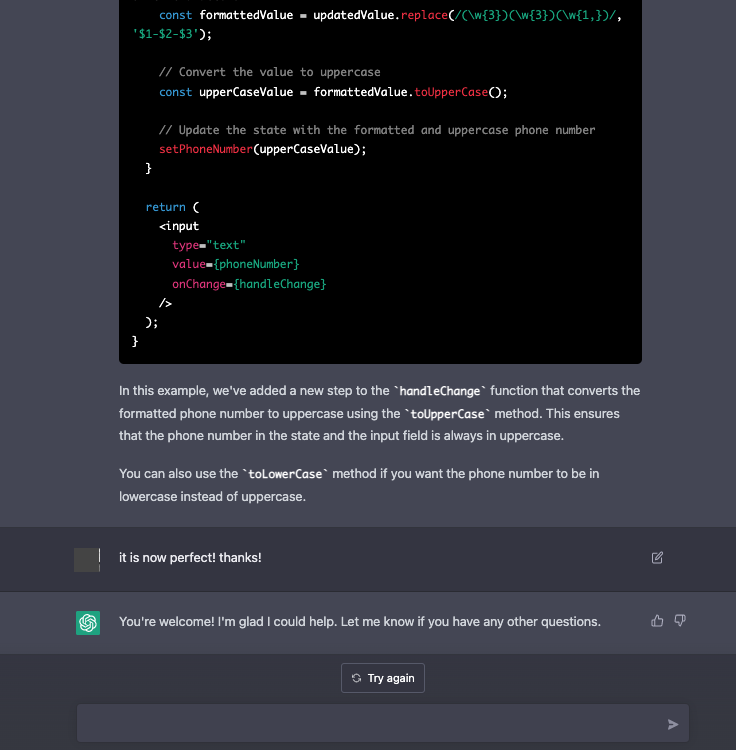 const formattedValue = updatedValue.replace(/(\w{3})(\w{3})(\w{1,})/,
'$1-$2-$3');
// Convert the value to uppercase
const upperCaseValue = formattedValue.toUpperCase();
// Update the state with the formatted and uppercase phone number
setPhoneNumber(upperCaseValue);
}
return (
<input
type="text"
value={phoneNumber}
onChange={handleChange}
/>
);
}
In this example, we've added a new step to the `handleChange` function that converts the
formatted phone number to uppercase using the `toUpperCase` method. This ensures
that the phone number in the state and the input field is always in uppercase.
You can also use the `toLowerCase` method if you want the phone number to be in
lowercase instead of uppercase.
it is now perfect! thanks!
You're welcome! I'm glad I could help. Let me know if you have any other questions.
Try again